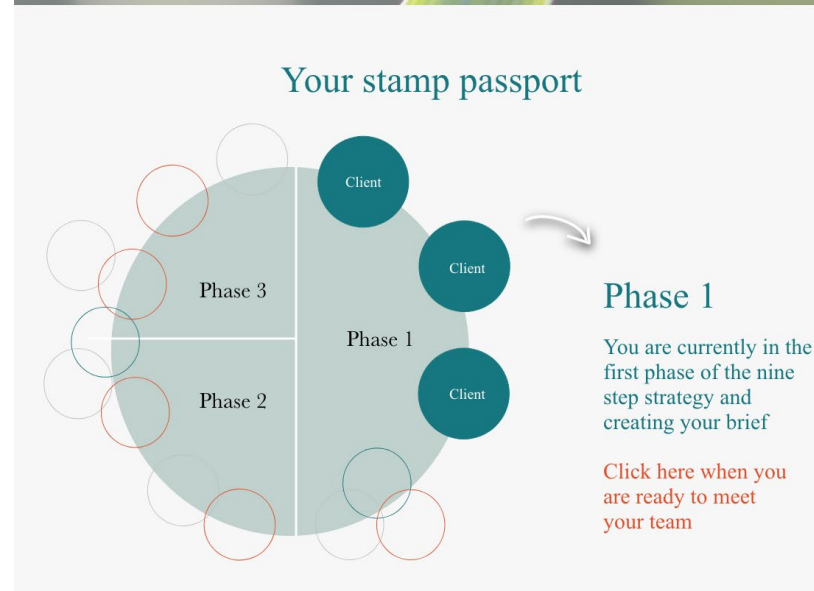 Your stamp passport
Client
Client
Client
Phase 3
Phase 1
Phase 2
Phase 1
You are currently in the
first phase of the nine
step strategy and
creating your brief
Click here when you
are ready to meet
your team